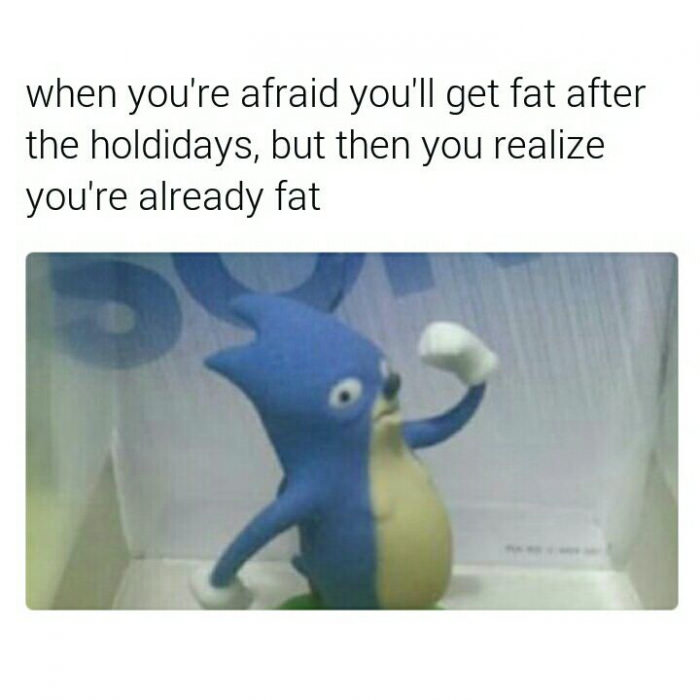 when you're afraid you'll get fat after
the holdidays, but then you realize
you're already fat